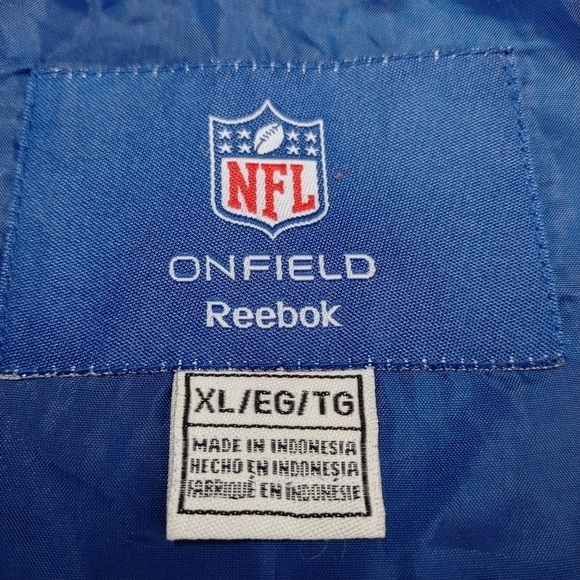 NFL
ONFIELD
Reebok
XL/EG/TG
MADE IN INDONESIA
HECHO EN INDONESIA
FABRIQUÉ EN INDONÉSIE